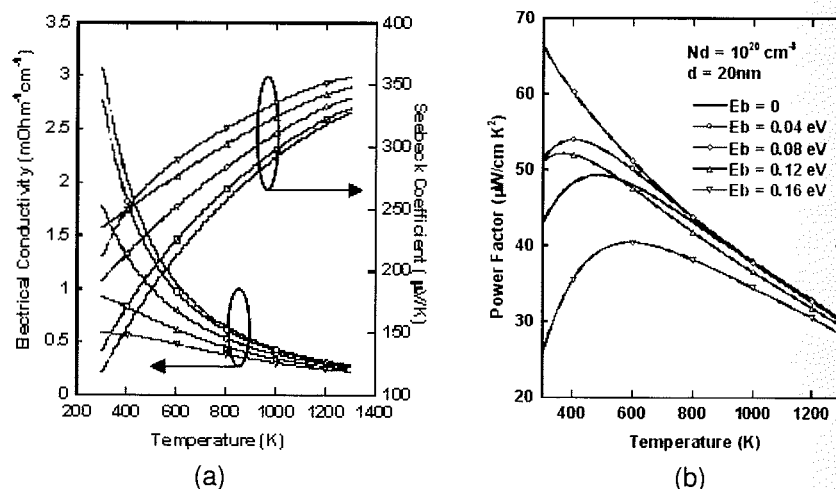 3.5
3
2.5
2
1.5
1
0.5
0
400
350
300
250
200
150
100
200 400 600 800 1000 1200 1400
Electrical Conductivity (mOhm⁻¹cm⁻¹)
Seebeck Coefficient (µV/K)
Temperature (K)
(a)
70
60
50
40
30
20
400 600 800 1000 1200
Power Factor (µW/cm K²)
Temperature (K)
Nd = 10²⁰ cm⁻³
d = 20nm
Eb = 0
Eb = 0.04 eV
Eb = 0.08 eV
Eb = 0.12 eV
Eb = 0.16 eV
(b)